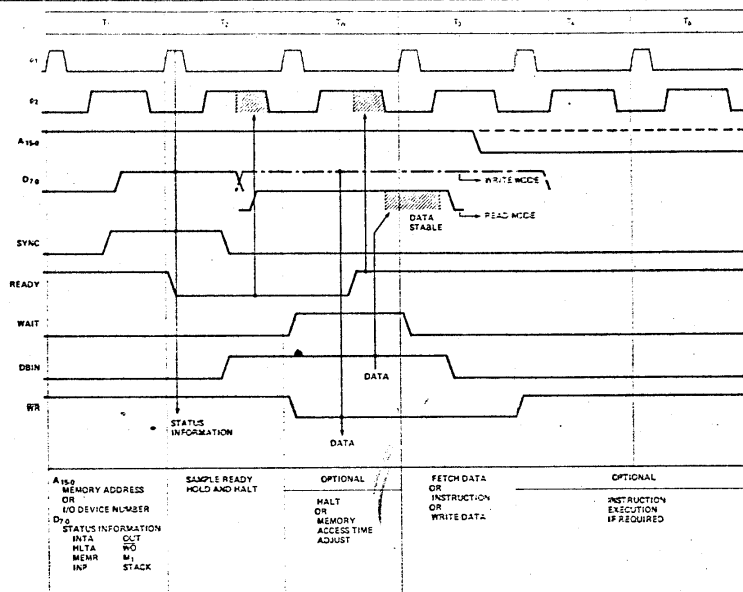 T1 T2 TW T3 T4 T5
ø1
ø2
A15-0
D7-0
WRITE MODE
READ MODE
DATA
STABLE
SYNC
READY
WAIT
DBIN
DATA
WR
STATUS
INFORMATION
DATA
A15-0
MEMORY ADDRESS
OR
I/O DEVICE NUMBER
D7-0
STATUS INFORMATION
INTA OUT
HLTA WO
MEMR M1
INP STACK
SAMPLE READY
HOLD AND HALT
OPTIONAL
HALT
OR
MEMORY
ACCESS TIME
ADJUST
FETCH DATA
OR
INSTRUCTION
OR
WRITE DATA
OPTIONAL
INSTRUCTION
EXECUTION
IF REQUIRED